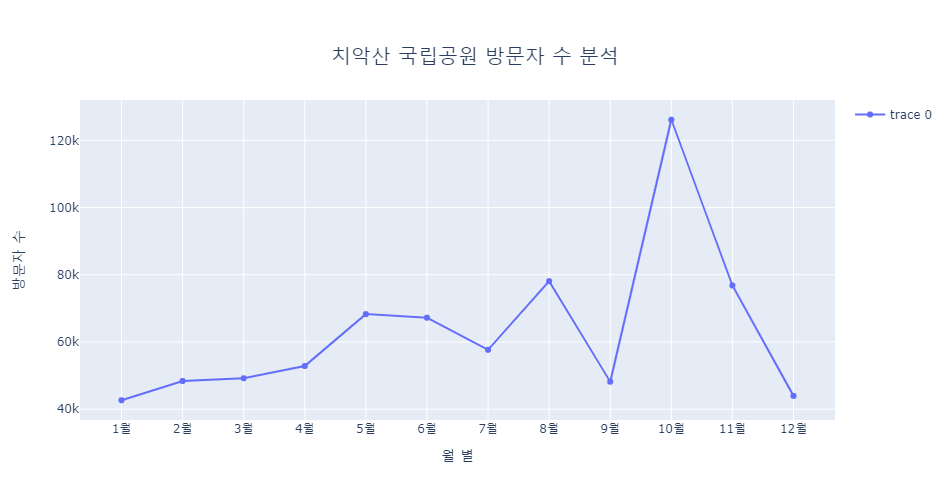 치악산 국립공원 방문자 수 분석
trace 0
방문자 수
120k
100k
80k
60k
40k
1월 2월 3월 4월 5월 6월 7월 8월 9월 10월 11월 12월
월 별